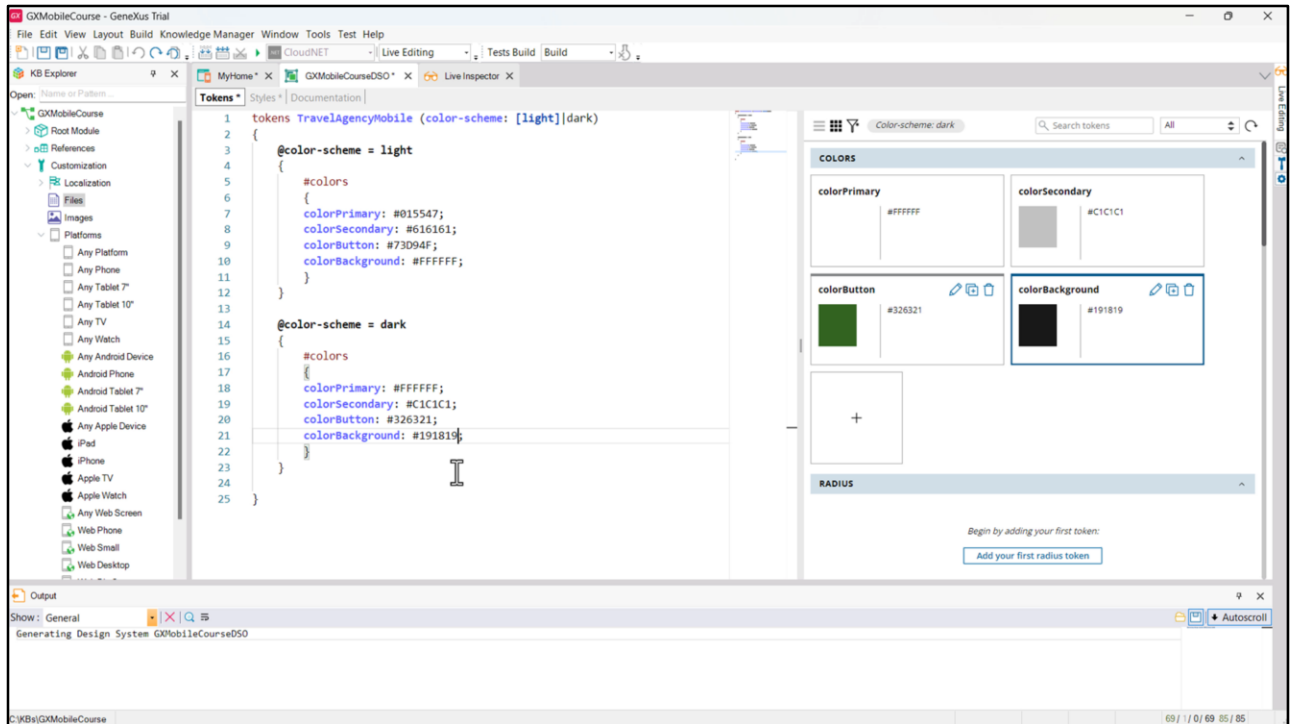 GX GXMobileCourse - GeneXus Trial
File Edit View Layout Build Knowledge Manager Window Tools Test Help
CloudNET Live Editing Tests Build Build
KB Explorer
MyHome* GXMobileCourseDSO* Live Inspector
Open: Name or Pattern...
Tokens* Styles* Documentation
GXMobileCourse
Root Module
References
Customization
Localization
Files
Images
Platforms
Any Platform
Any Phone
Any Tablet 7"
Any Tablet 10"
Any TV
Any Watch
Any Android Device
Android Phone
Android Tablet 7"
Android Tablet 10"
Any Apple Device
iPad
iPhone
Apple TV
Apple Watch
Any Web Screen
Web Phone
Web Small
Web Desktop
1 tokens TravelAgencyMobile (color-scheme: [light]|dark)
2 {
3 @color-scheme = light
4 {
5 #colors
6 {
7 colorPrimary: #015547;
8 colorSecondary: #616161;
9 colorButton: #73D94F;
10 colorBackground: #FFFFFF;
11 }
12 }
13
14 @color-scheme = dark
15 {
16 #colors
17 {
18 colorPrimary: #FFFFFF;
19 colorSecondary: #C1C1C1;
20 colorButton: #326321;
21 colorBackground: #191819;
22 }
23 }
24
25 }
Color-scheme: dark Search tokens All
COLORS
colorPrimary
#FFFFFF
colorSecondary
#C1C1C1
colorButton
#326321
colorBackground
#191819
+
RADIUS
Begin by adding your first token:
Add your first radius token
Live Editing
Output
Show: General
Autoscroll
Generating Design System GXMobileCourseDSO
C:\KBs\GXMobileCourse
69/1/0/69 85/85